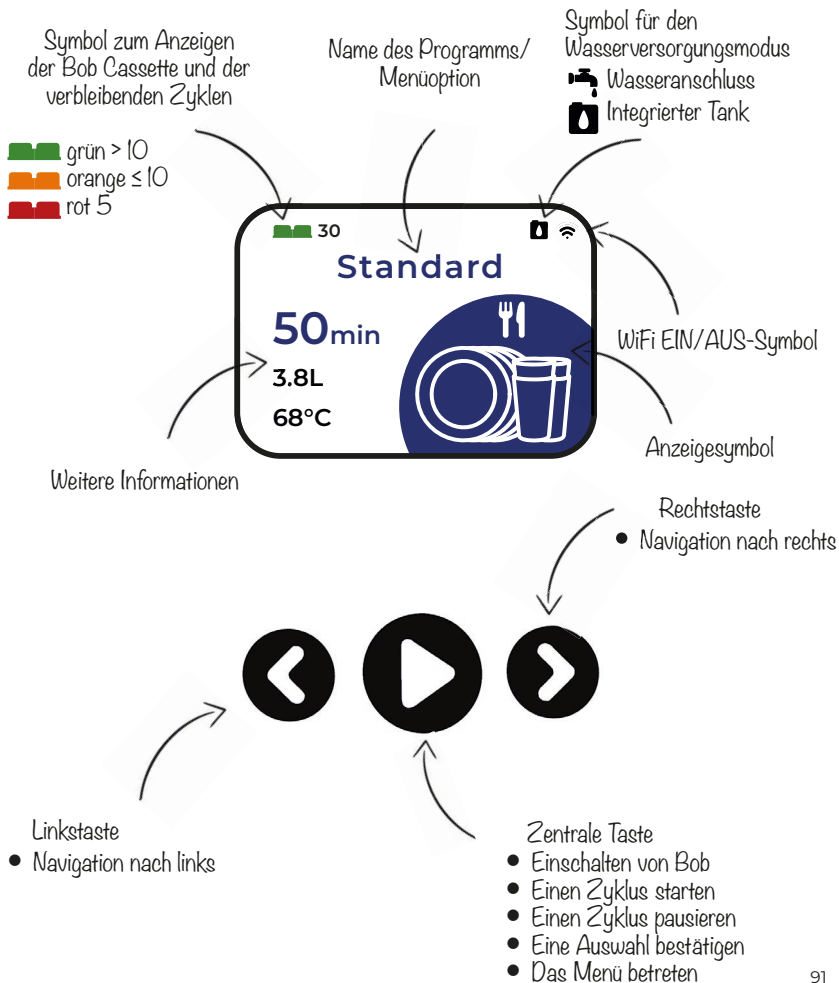 Symbol zum Anzeigen
der Bob Cassette und der
verbleibenden Zyklen
grün > 10
orange ≤ 10
rot 5
Name des Programms/
Menüoption
Symbol für den
Wasserversorgungsmodus
Wasseranschluss
Integrierter Tank
30
Standard
50min
3.8L
68°C
WiFi EIN/AUS-Symbol
Anzeigesymbol
Weitere Informationen
Rechtstaste
• Navigation nach rechts
Linkstaste
• Navigation nach links
Zentrale Taste
• Einschalten von Bob
• Einen Zyklus starten
• Einen Zyklus pausieren
• Eine Auswahl bestätigen
• Das Menü betreten
91